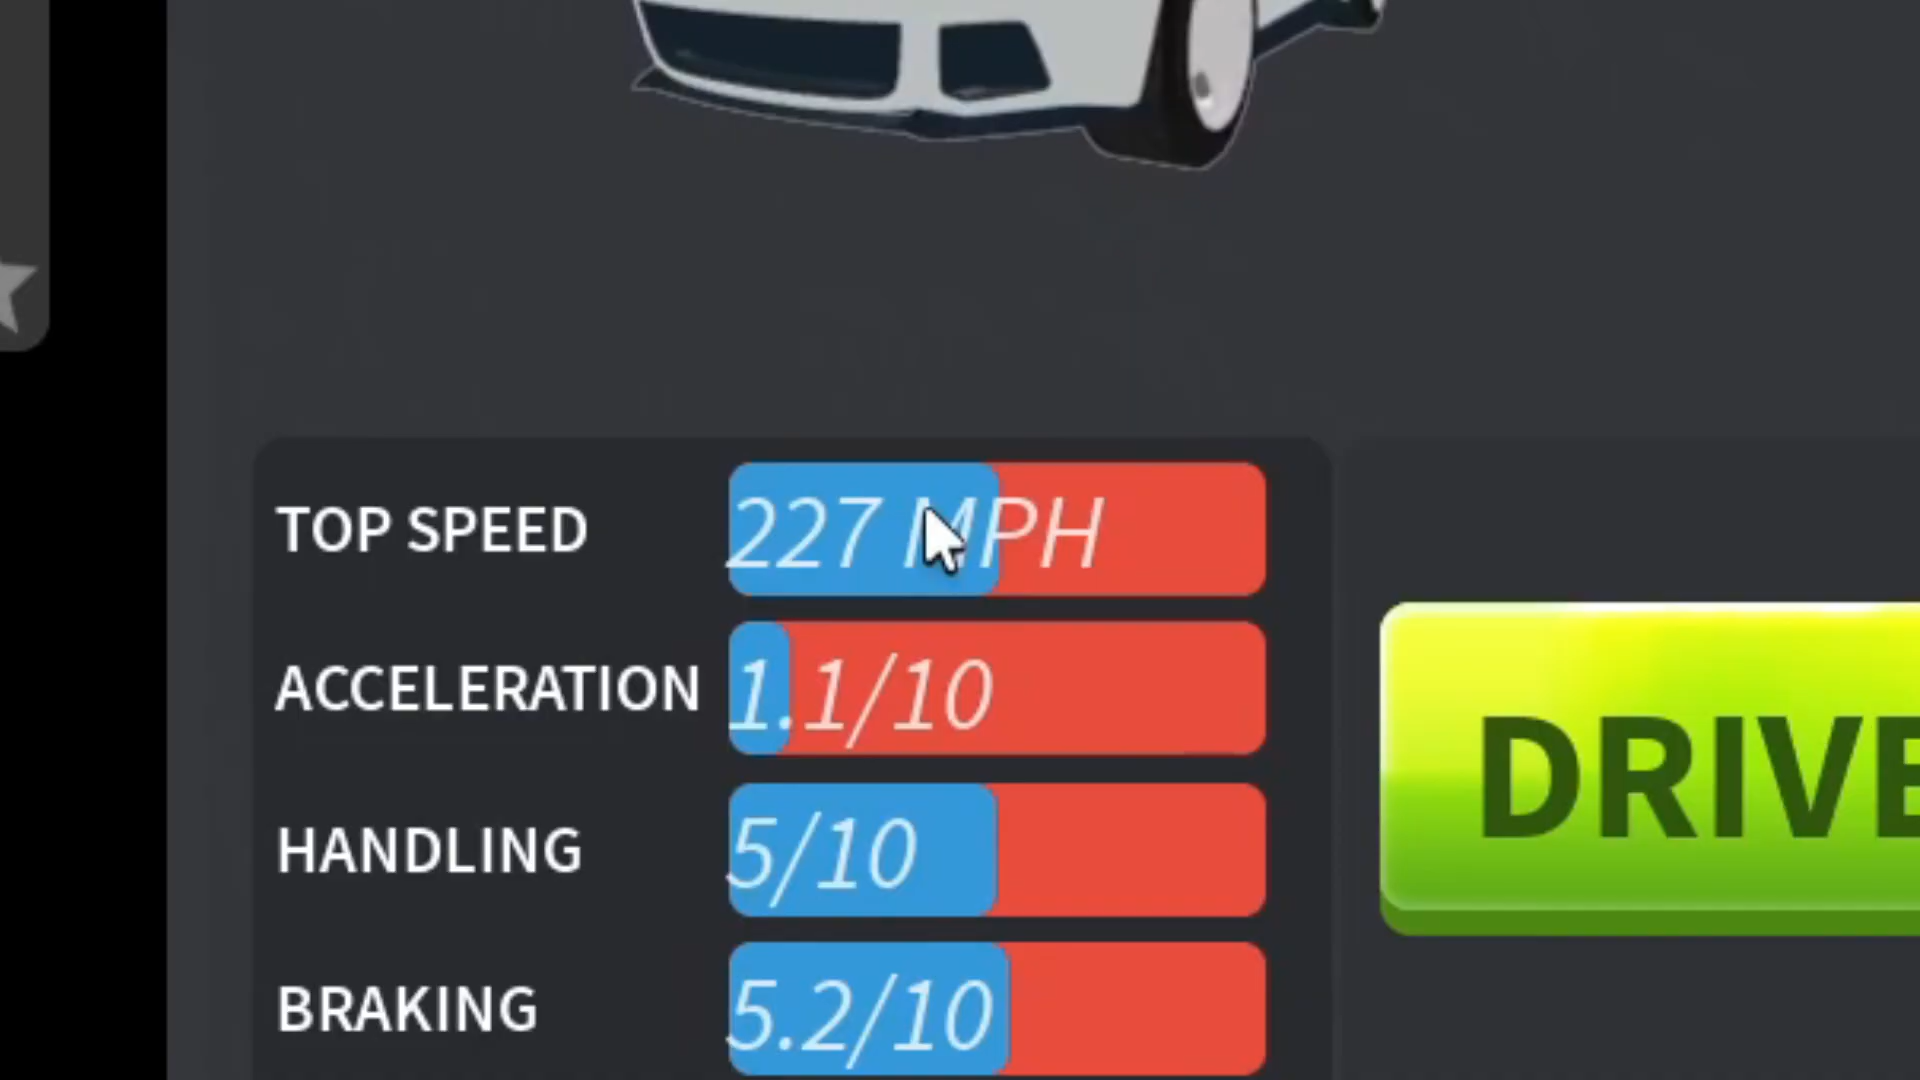 TOP SPEED 227 MPH
ACCELERATION 1.1/10
HANDLING 5/10
DRIVE
BRAKING 5.2/10